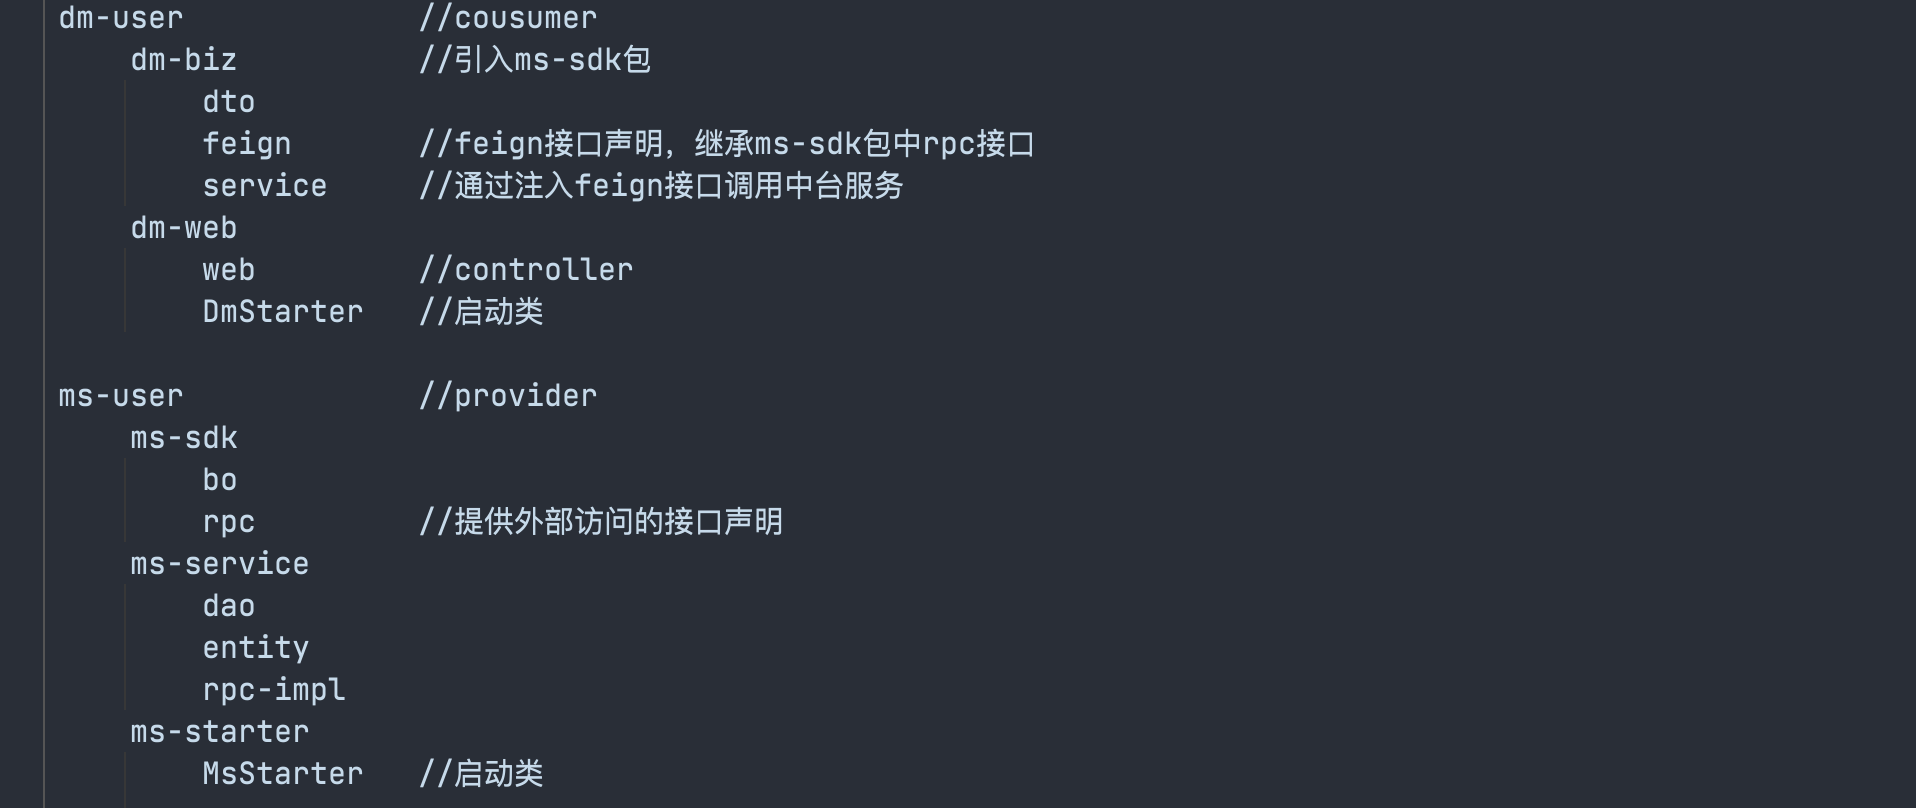 dm-user //cousumer
dm-biz //引入ms-sdk包
dto
feign //feign接口声明，继承ms-sdk包中rpc接口
service //通过注入feign接口调用中台服务
dm-web
web //controller
DmStarter //启动类
ms-user //provider
ms-sdk
bo
rpc //提供外部访问的接口声明
ms-service
dao
entity
rpc-impl
ms-starter
MsStarter //启动类